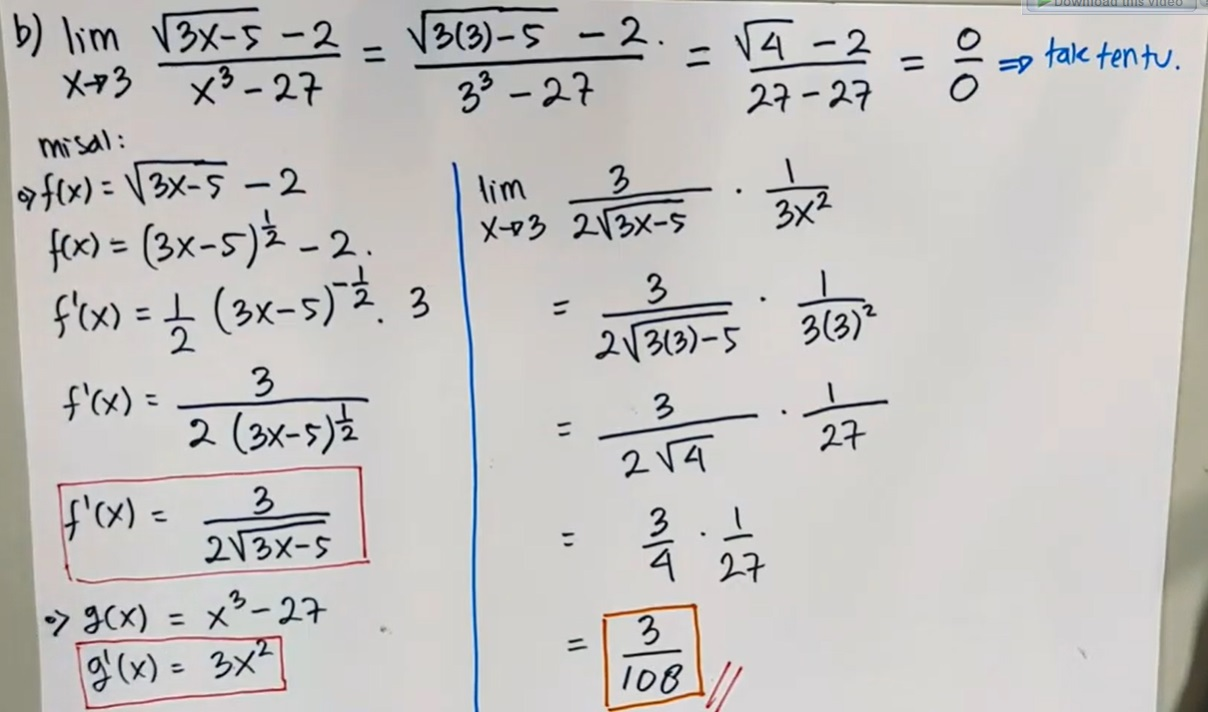 Download this video
b) lim x→3 (√(3x-5) - 2)/(x³ - 27) = (√(3(3)-5) - 2.)/(3³ - 27) = (√4 - 2)/(27 - 27) = 0/0 ⇒ tak tentu.
misal:
⇒ f(x) = √(3x-5) - 2
f(x) = (3x-5)^(1/2) - 2.
f'(x) = 1/2 (3x-5)^(-1/2) . 3
f'(x) = 3/(2 (3x-5)^(1/2))
f'(x) = 3/(2√(3x-5))
⇒ g(x) = x³ - 27
g'(x) = 3x²
lim x→3 3/(2√(3x-5)) · 1/(3x²)
= 3/(2√(3(3)-5)) · 1/(3(3)²)
= 3/(2√4) · 1/27
= 3/4 · 1/27
= 3/108 //